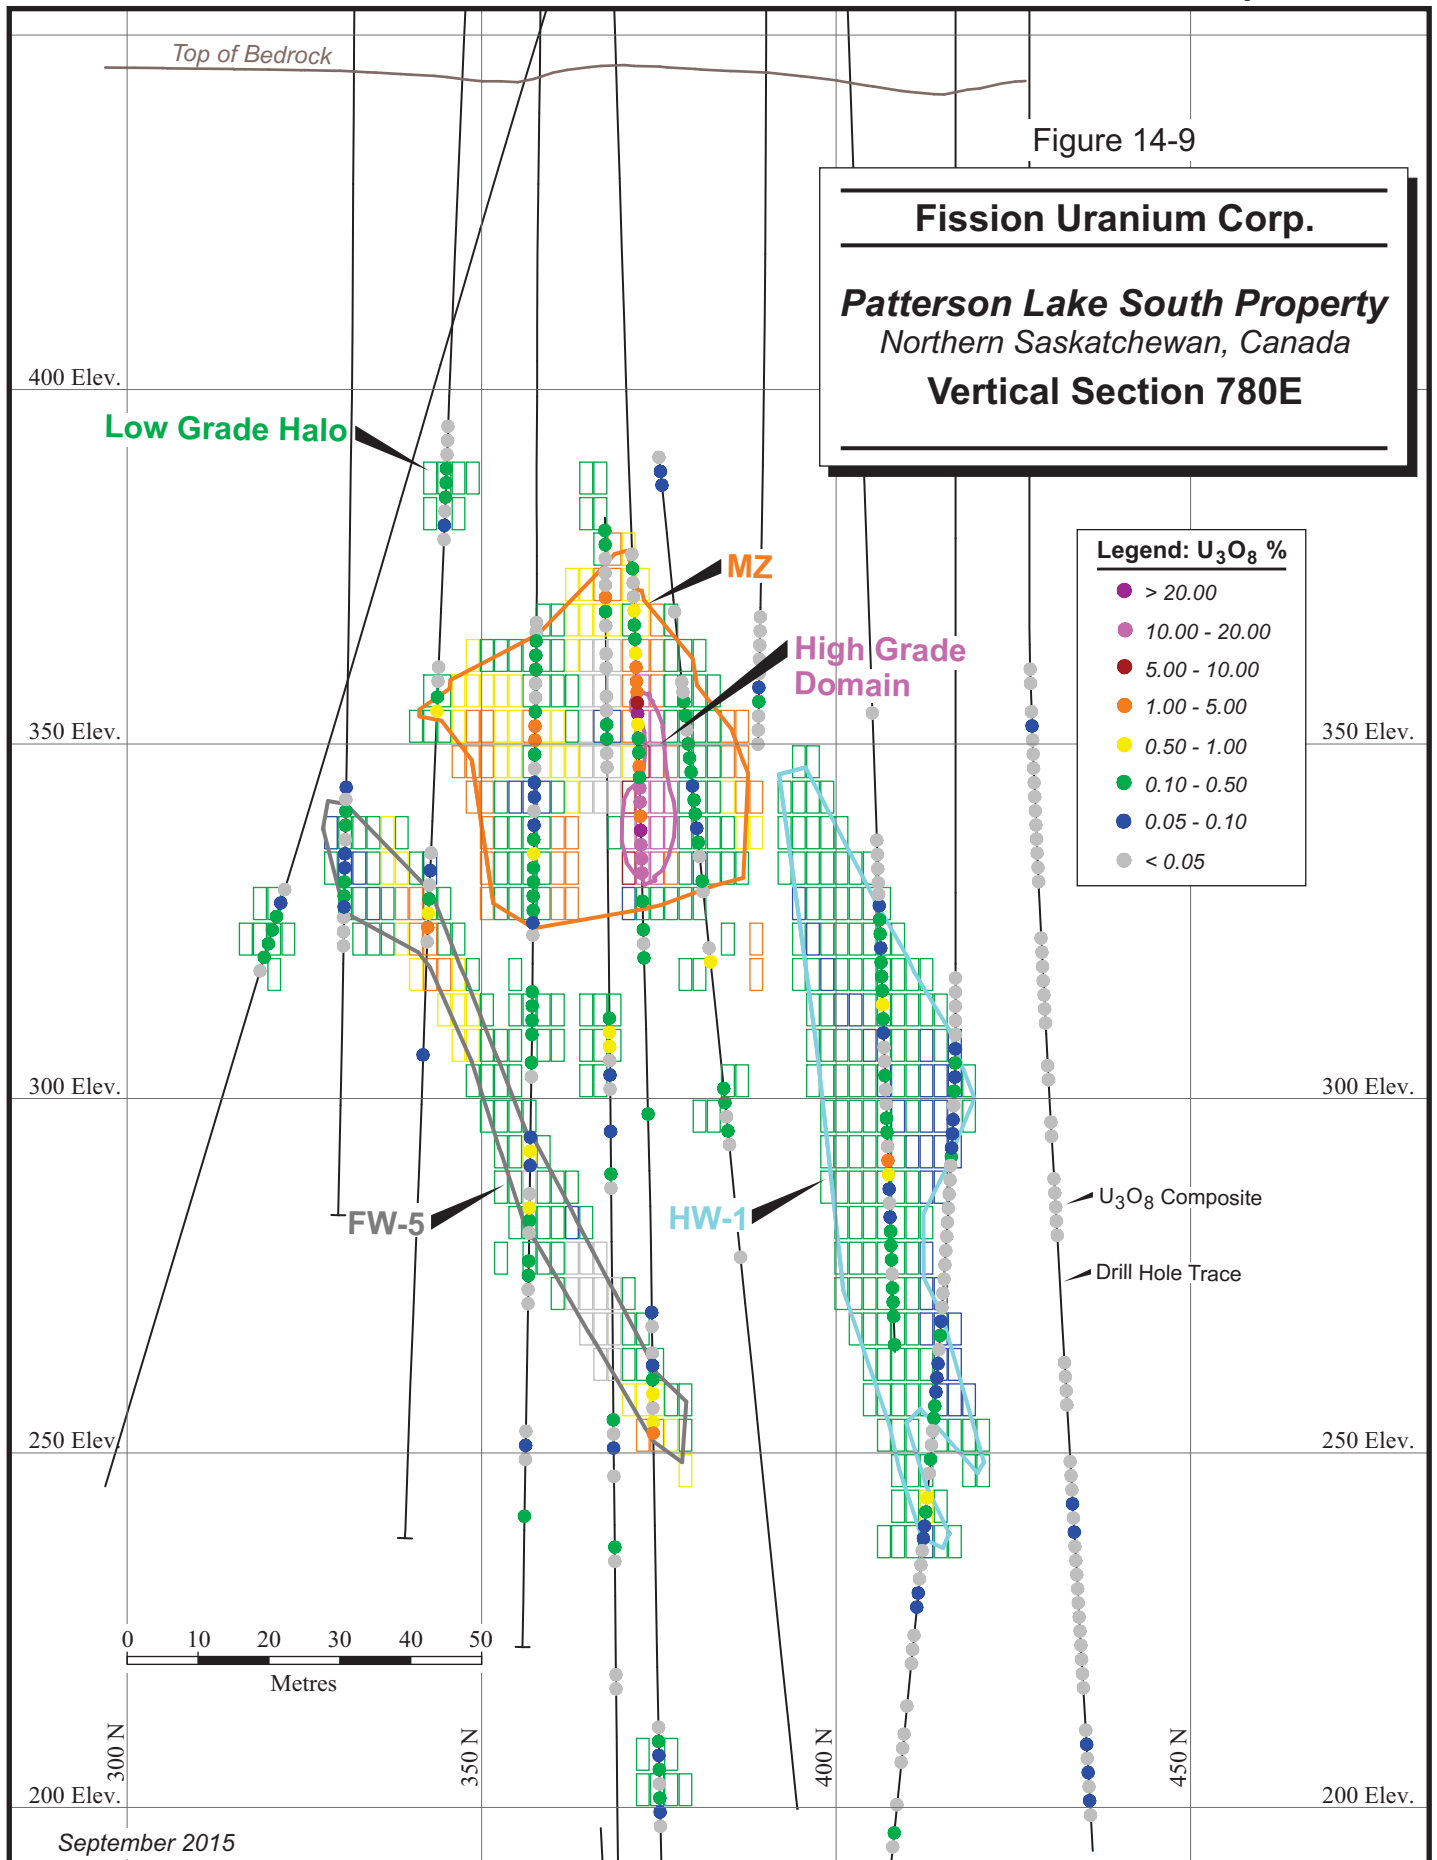 Top of Bedrock
Figure 14-9
Fission Uranium Corp.
Patterson Lake South Property
Northern Saskatchewan, Canada
Vertical Section 780E
400 Elev.
Low Grade Halo
Legend: U3O8 %
> 20.00
10.00 - 20.00
5.00 - 10.00
1.00 - 5.00
0.50 - 1.00
0.10 - 0.50
0.05 - 0.10
< 0.05
MZ
High Grade
Domain
350 Elev.
350 Elev.
300 Elev.
300 Elev.
FW-5
HW-1
U3O8 Composite
Drill Hole Trace
250 Elev.
250 Elev.
0 10 20 30 40 50
Metres
300 N
350 N
400 N
450 N
200 Elev.
200 Elev.
September 2015